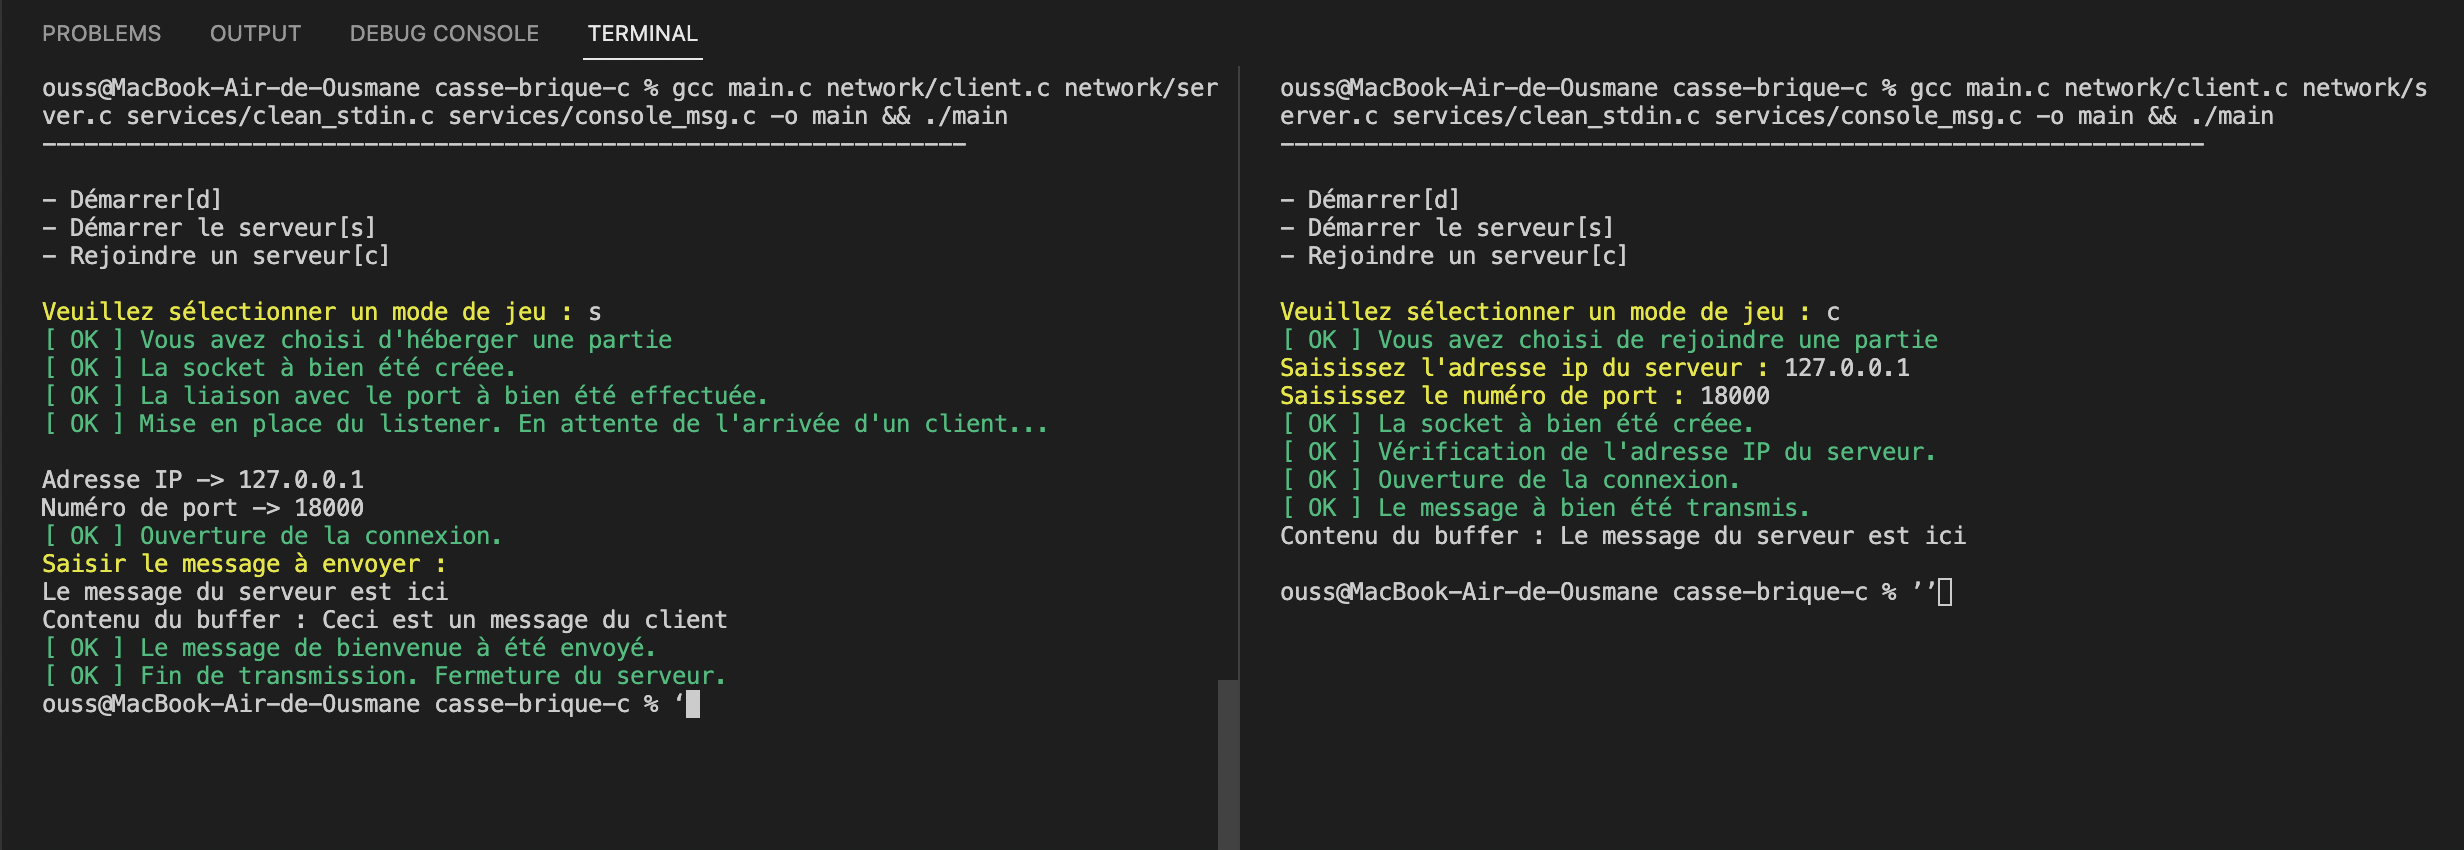 PROBLEMS OUTPUT DEBUG CONSOLE TERMINAL
ouss@MacBook-Air-de-Ousmane casse-brique-c % gcc main.c network/client.c network/ser
ver.c services/clean_stdin.c services/console_msg.c -o main && ./main
------------------------------------------------------------------
- Démarrer[d]
- Démarrer le serveur[s]
- Rejoindre un serveur[c]
Veuillez sélectionner un mode de jeu : s
[ OK ] Vous avez choisi d'héberger une partie
[ OK ] La socket à bien été créee.
[ OK ] La liaison avec le port à bien été effectuée.
[ OK ] Mise en place du listener. En attente de l'arrivée d'un client...
Adresse IP -> 127.0.0.1
Numéro de port -> 18000
[ OK ] Ouverture de la connexion.
Saisir le message à envoyer :
Le message du serveur est ici
Contenu du buffer : Ceci est un message du client
[ OK ] Le message de bienvenue à été envoyé.
[ OK ] Fin de transmission. Fermeture du serveur.
ouss@MacBook-Air-de-Ousmane casse-brique-c % ‘
ouss@MacBook-Air-de-Ousmane casse-brique-c % gcc main.c network/client.c network/s
erver.c services/clean_stdin.c services/console_msg.c -o main && ./main
------------------------------------------------------------------
- Démarrer[d]
- Démarrer le serveur[s]
- Rejoindre un serveur[c]
Veuillez sélectionner un mode de jeu : c
[ OK ] Vous avez choisi de rejoindre une partie
Saisissez l'adresse ip du serveur : 127.0.0.1
Saisissez le numéro de port : 18000
[ OK ] La socket à bien été créee.
[ OK ] Vérification de l'adresse IP du serveur.
[ OK ] Ouverture de la connexion.
[ OK ] Le message à bien été transmis.
Contenu du buffer : Le message du serveur est ici
ouss@MacBook-Air-de-Ousmane casse-brique-c % ’’